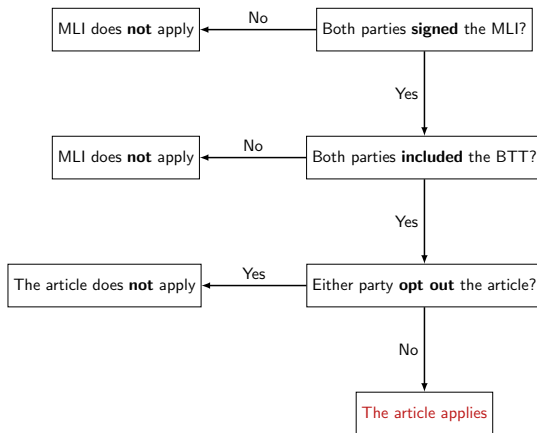 MLI does not apply
No
Both parties signed the MLI?
Yes
MLI does not apply
No
Both parties included the BTT?
Yes
The article does not apply
Yes
Either party opt out the article?
No
The article applies